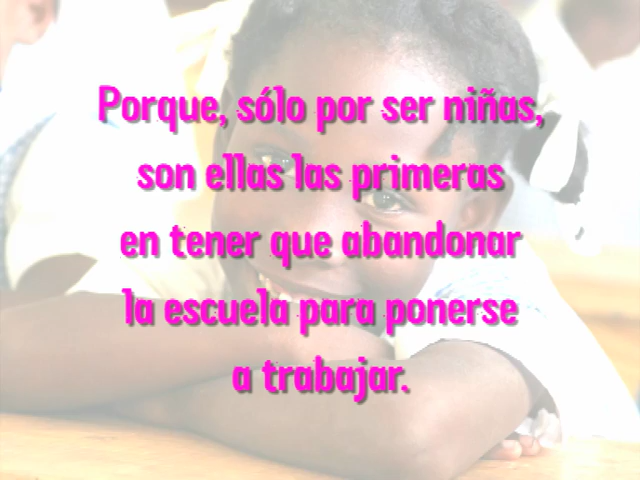 Porque, sólo por ser niñas,
son ellas las primeras
en tener que abandonar
la escuela para ponerse
a trabajar.